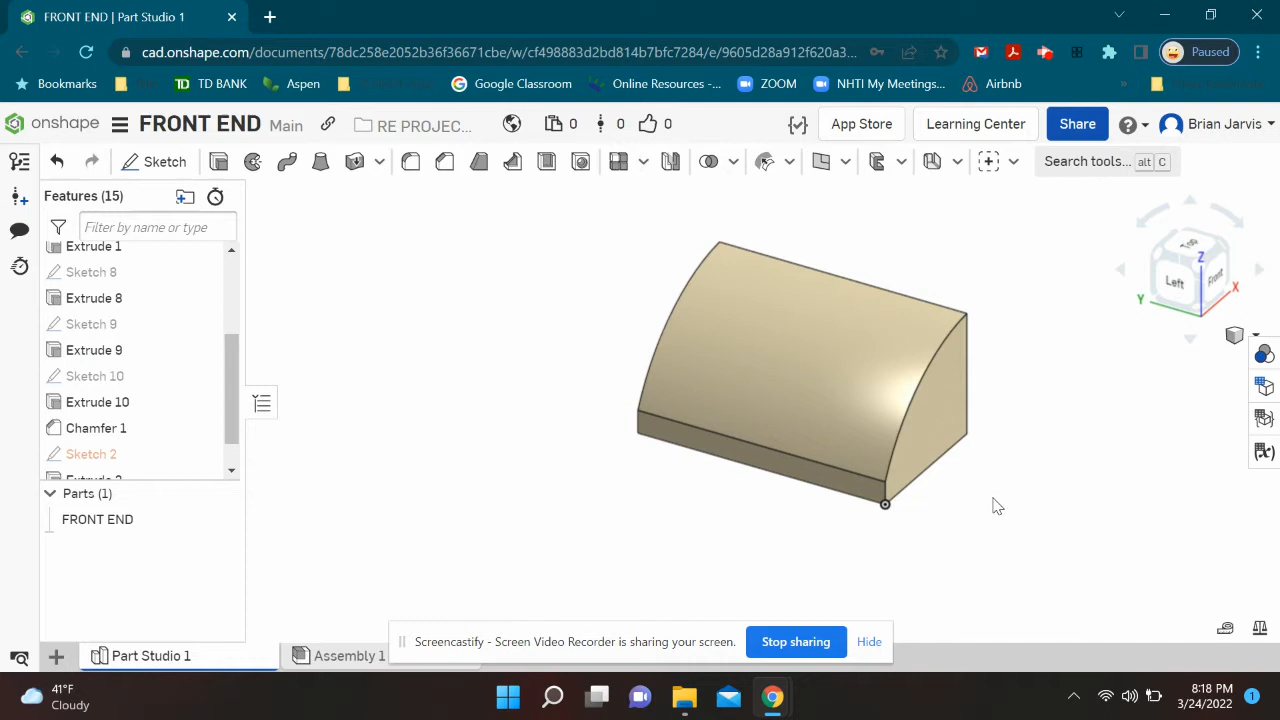 FRONT END | Part Studio 1
cad.onshape.com/documents/78dc258e2052b36f36671cbe/w/cf498883d2bd814b7bfc7284/e/9605d28a912f620a3...
Paused
Bookmarks TD BANK Aspen Google Classroom Online Resources -... ZOOM NHTI My Meetings... Airbnb »
onshape FRONT END Main RE PROJEC... 0 0 0 App Store Learning Center Share Brian Jarvis
Sketch Search tools... alt C
Features (15)
Filter by name or type
Extrude 1
Sketch 8
Extrude 8
Sketch 9
Extrude 9
Sketch 10
Extrude 10
Chamfer 1
Sketch 2
Parts (1)
FRONT END
Top
Left
Front
Z
Y
X
Screencastify - Screen Video Recorder is sharing your screen. Stop sharing Hide
Part Studio 1 Assembly 1
41°F
Cloudy
8:18 PM
3/24/2022
1